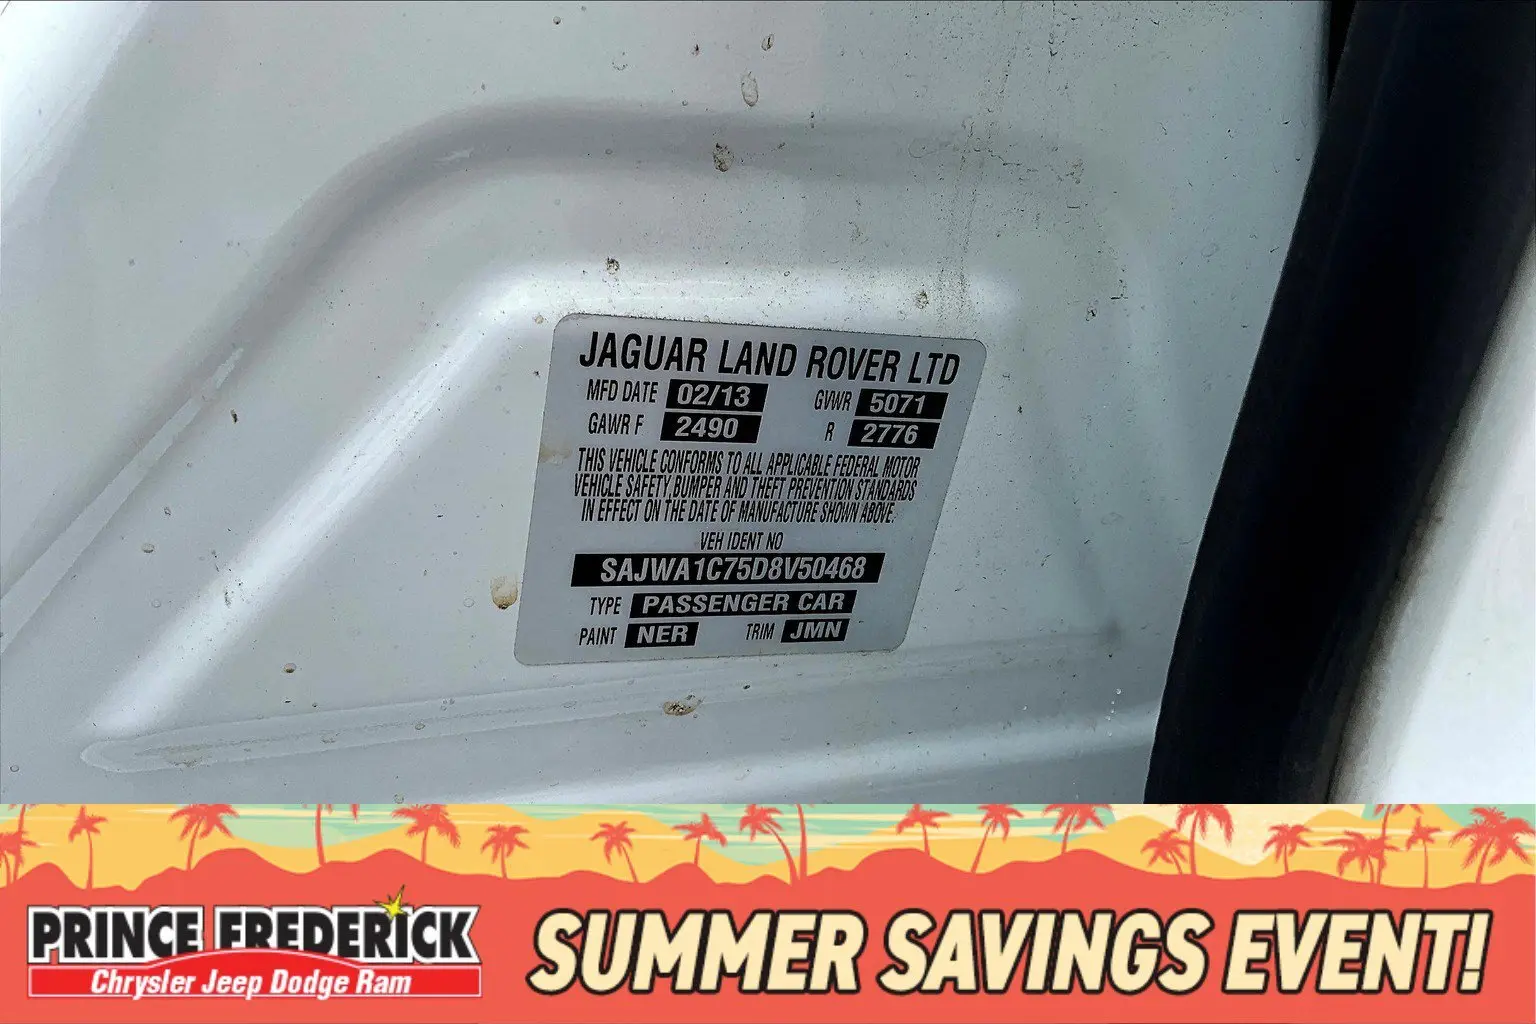 JAGUAR LAND ROVER LTD
MFD DATE 02/13 GVWR 5071
GAWR F 2490 R 2776
THIS VEHICLE CONFORMS TO ALL APPLICABLE FEDERAL MOTOR
VEHICLE SAFETY, BUMPER AND THEFT PREVENTION STANDARDS
IN EFFECT ON THE DATE OF MANUFACTURE SHOWN ABOVE.
VEH IDENT NO
SAJWA1C75D8V50468
TYPE PASSENGER CAR
PAINT NER TRIM JMN
PRINCE FREDERICK
Chrysler Jeep Dodge Ram
SUMMER SAVINGS EVENT!